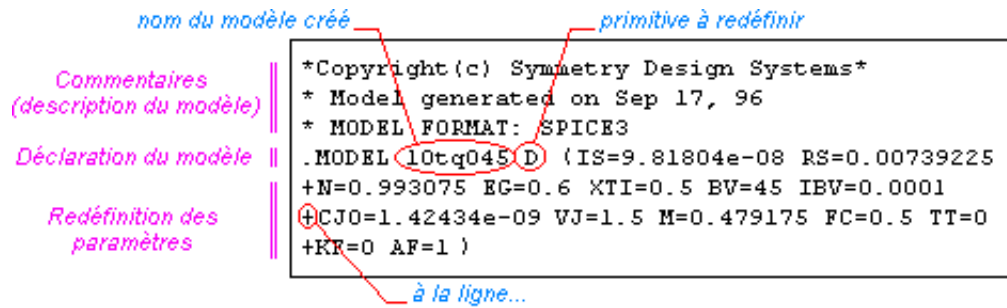 nom du modèle créé
primitive à redéfinir
Commentaires
(description du modèle)
*Copyright(c) Symmetry Design Systems*
* Model generated on Sep 17, 96
* MODEL FORMAT: SPICE3
Déclaration du modèle
.MODEL 10tq045 D (IS=9.81804e-08 RS=0.00739225
+N=0.993075 EG=0.6 XTI=0.5 BV=45 IBV=0.0001
Redéfinition des
paramètres
+CJO=1.42434e-09 VJ=1.5 M=0.479175 FC=0.5 TT=0
+KF=0 AF=1 )
à la ligne...